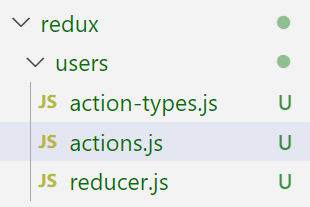 redux
users
JS action-types.js U
JS actions.js U
JS reducer.js U